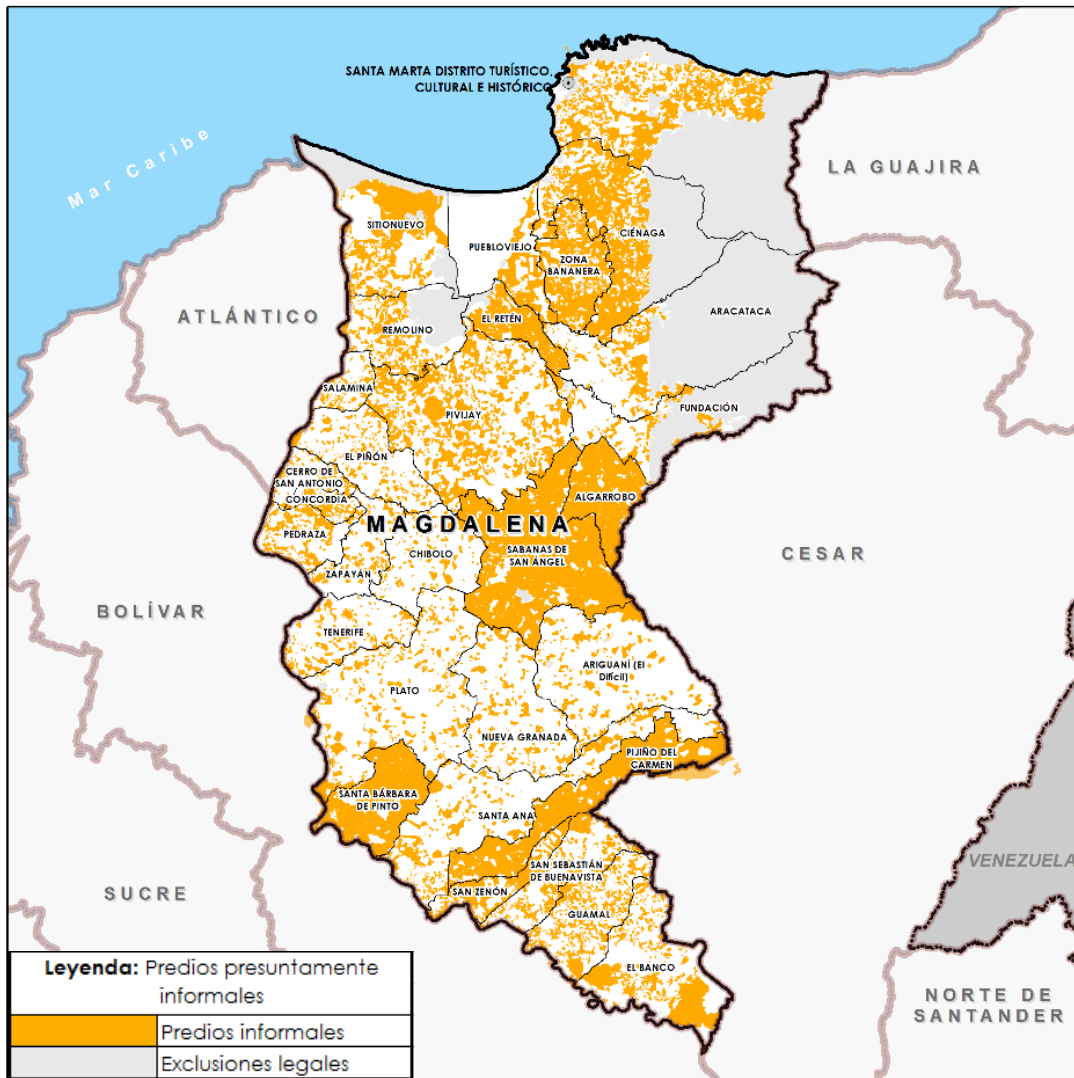 SANTA MARTA DISTRITO TURÍSTICO,
CULTURAL E HISTÓRICO
Mar Caribe
LA GUAJIRA
SITIONUEVO
CIÉNAGA
PUEBLOVIEJO
ZONA
BANANERA
ATLÁNTICO
EL RETÉN
ARACATACA
REMOLINO
SALAMINA
PIVIJAY
FUNDACIÓN
EL PIÑÓN
CERRO DE
SAN ANTONIO
CONCORDIA
ALGARROBO
MAGDALENA
PEDRAZA
CHIBOLO
SABANAS DE
SAN ÁNGEL
CESAR
ZAPAYÁN
BOLÍVAR
TENERIFE
ARIGUANÍ (El
Difícil)
PLATO
NUEVA GRANADA
PIJIÑO DEL
CARMEN
SANTA BÁRBARA
DE PINTO
SANTA ANA
VENEZUELA
SAN SEBASTIÁN
DE BUENAVISTA
SUCRE
SAN ZENÓN
GUAMAL
EL BANCO
NORTE DE
SANTANDER
Leyenda: Predios presuntamente
informales
Predios informales
Exclusiones legales